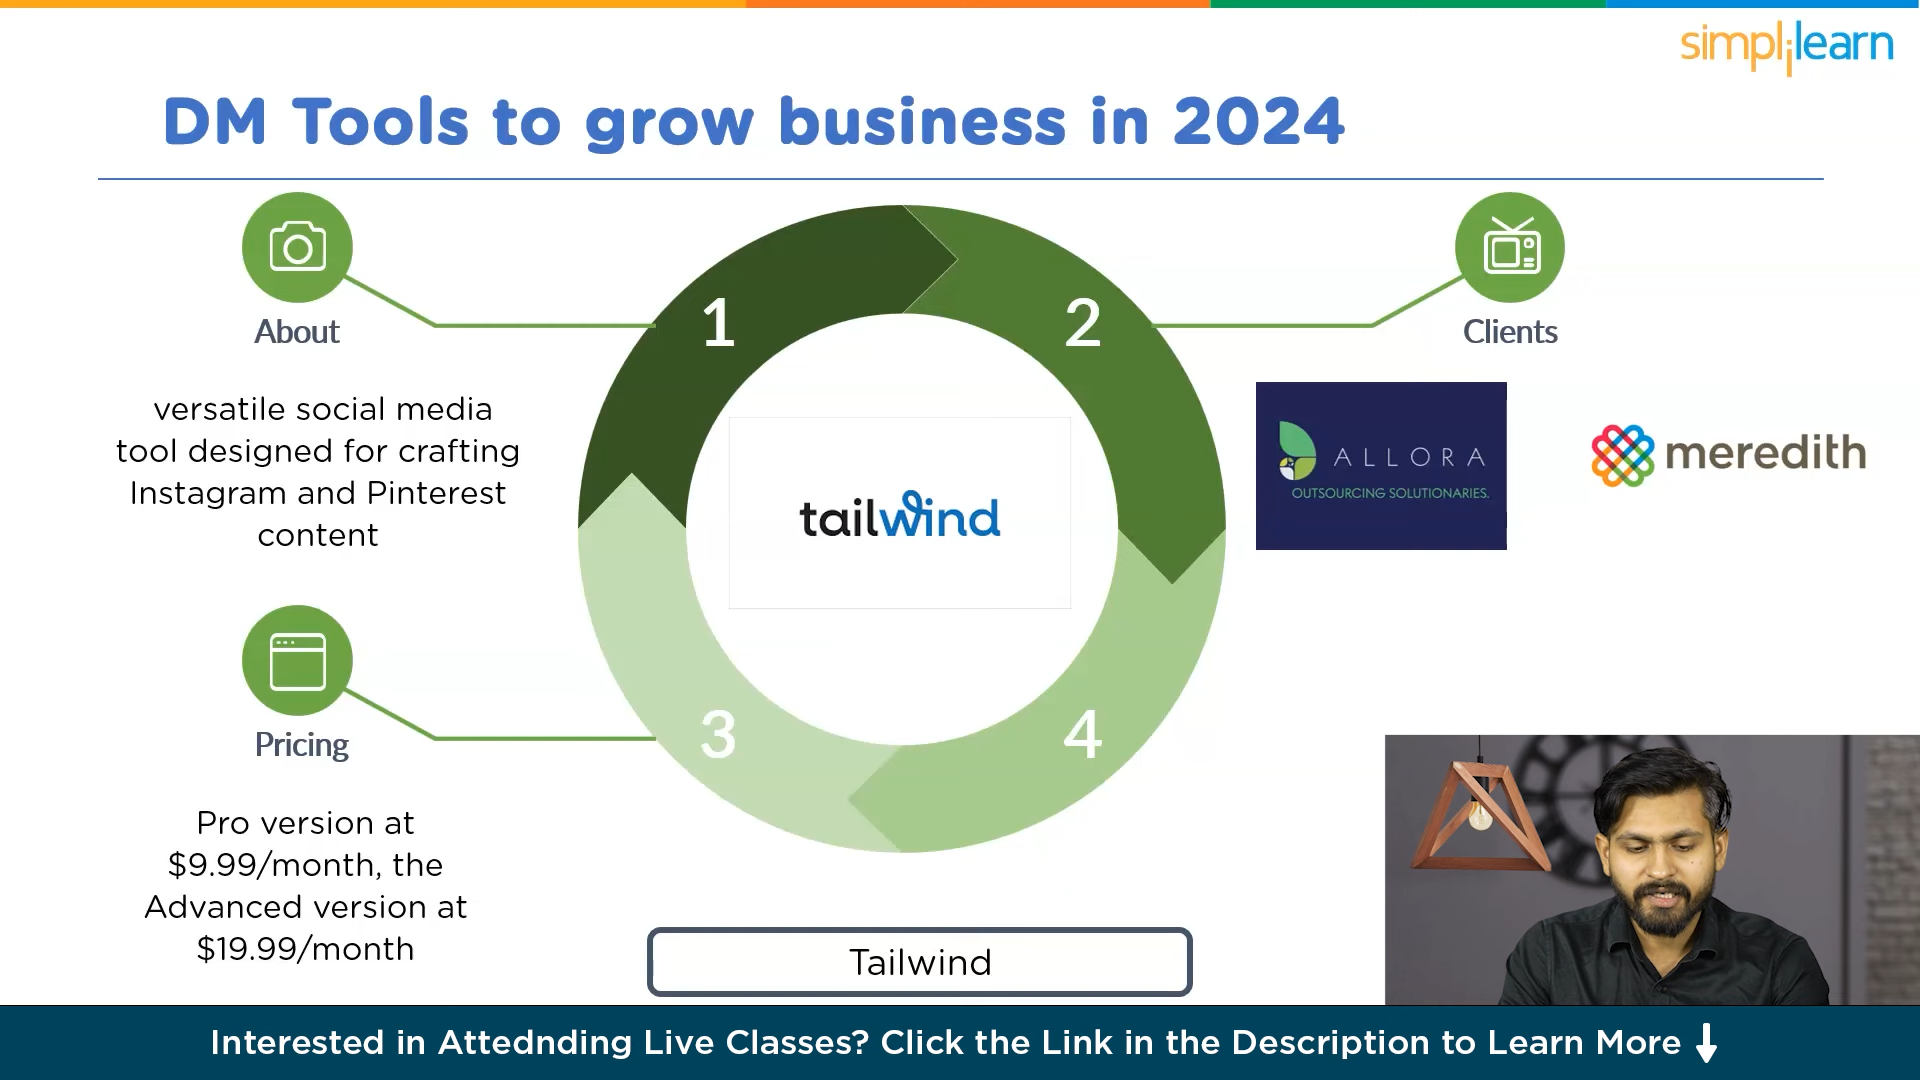 simplilearn
DM Tools to grow business in 2024
About
versatile social media
tool designed for crafting
Instagram and Pinterest
content
1
2
Clients
ALLORA
OUTSOURCING SOLUTIONARIES.
meredith
tailwind
Pricing
Pro version at
$9.99/month, the
Advanced version at
$19.99/month
3
4
Tailwind
Interested in Attednding Live Classes? Click the Link in the Description to Learn More